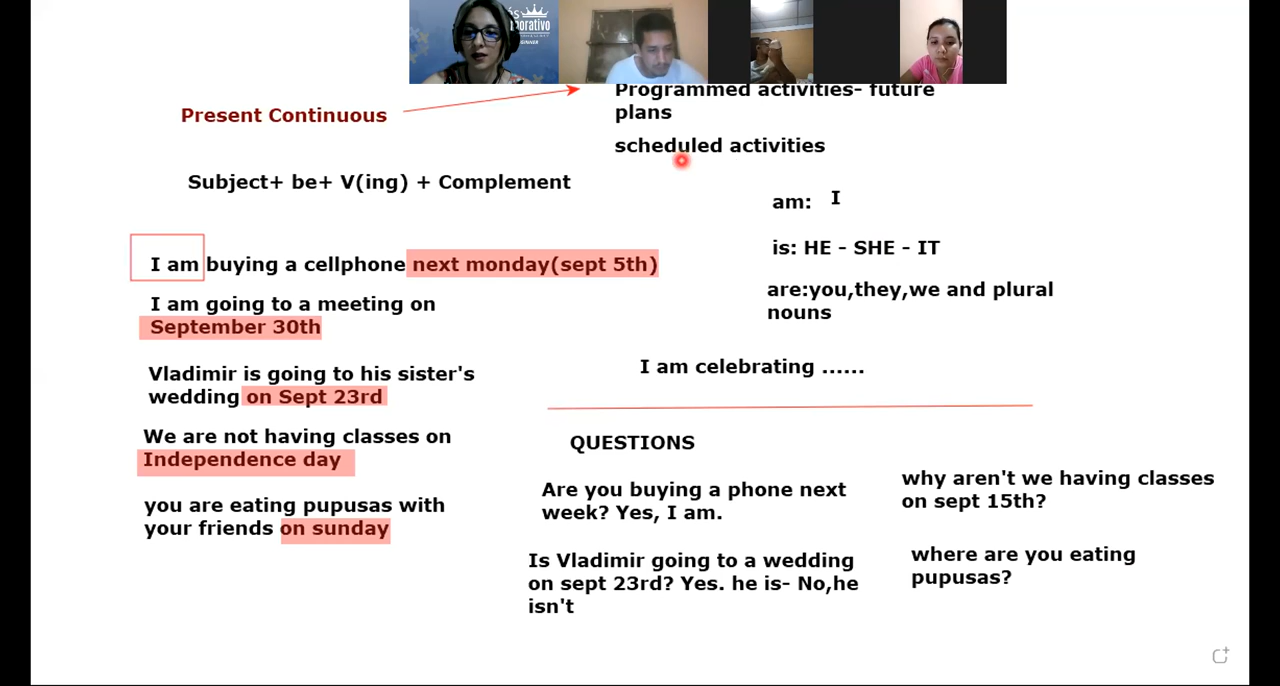 és
orporativo
GINNER
Programmed activities- future
plans
Present Continuous
scheduled activities
Subject+ be+ V(ing) + Complement
am: I
is: HE - SHE - IT
are:you,they,we and plural
nouns
I am buying a cellphone next monday(sept 5th)
I am going to a meeting on
September 30th
Vladimir is going to his sister's
wedding on Sept 23rd
We are not having classes on
Independence day
you are eating pupusas with
your friends on sunday
I am celebrating ......
QUESTIONS
Are you buying a phone next
week? Yes, I am.
Is Vladimir going to a wedding
on sept 23rd? Yes. he is- No,he
isn't
why aren't we having classes
on sept 15th?
where are you eating
pupusas?